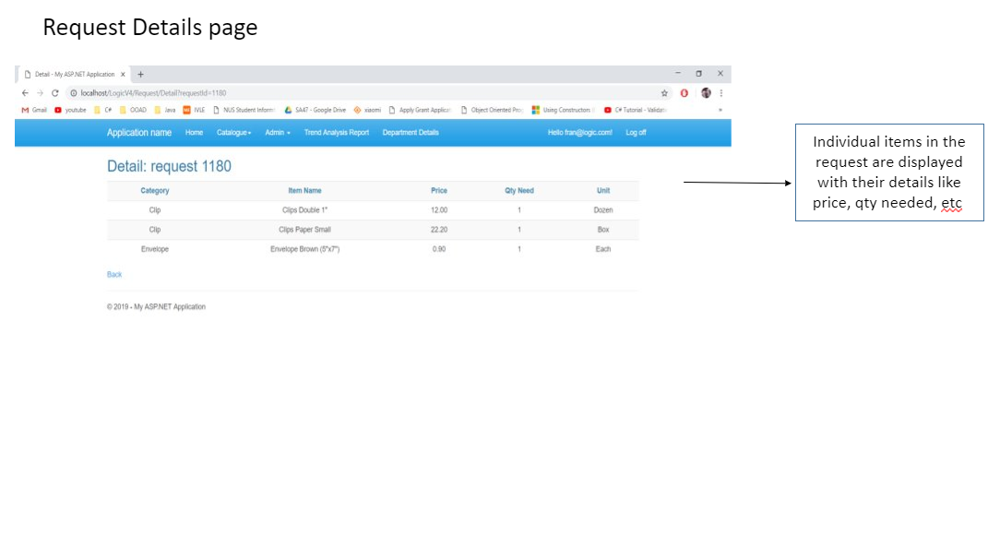 Request Details page
Detail - My ASP.NET Application
localhost/LogicV4/Request/Detail?requestId=1180
Gmail youtube C# OOAD Java IVLE NUS Student Inform SA47 - Google Drive xiaomi Apply Grant Applicat Object Oriented Prog Using Constructors C# Tutorial - Validati »
Application name Home Catalogue Admin Trend Analysis Report Department Details Hello fran@logic.com! Log off
Detail: request 1180
Category Item Name Price Qty Need Unit
Clip Clips Double 1" 12.00 1 Dozen
Clip Clips Paper Small 22.20 1 Box
Envelope Envelope Brown (5"x7") 0.90 1 Each
Back
© 2019 - My ASP.NET Application
Individual items in the
request are displayed
with their details like
price, qty needed, etc